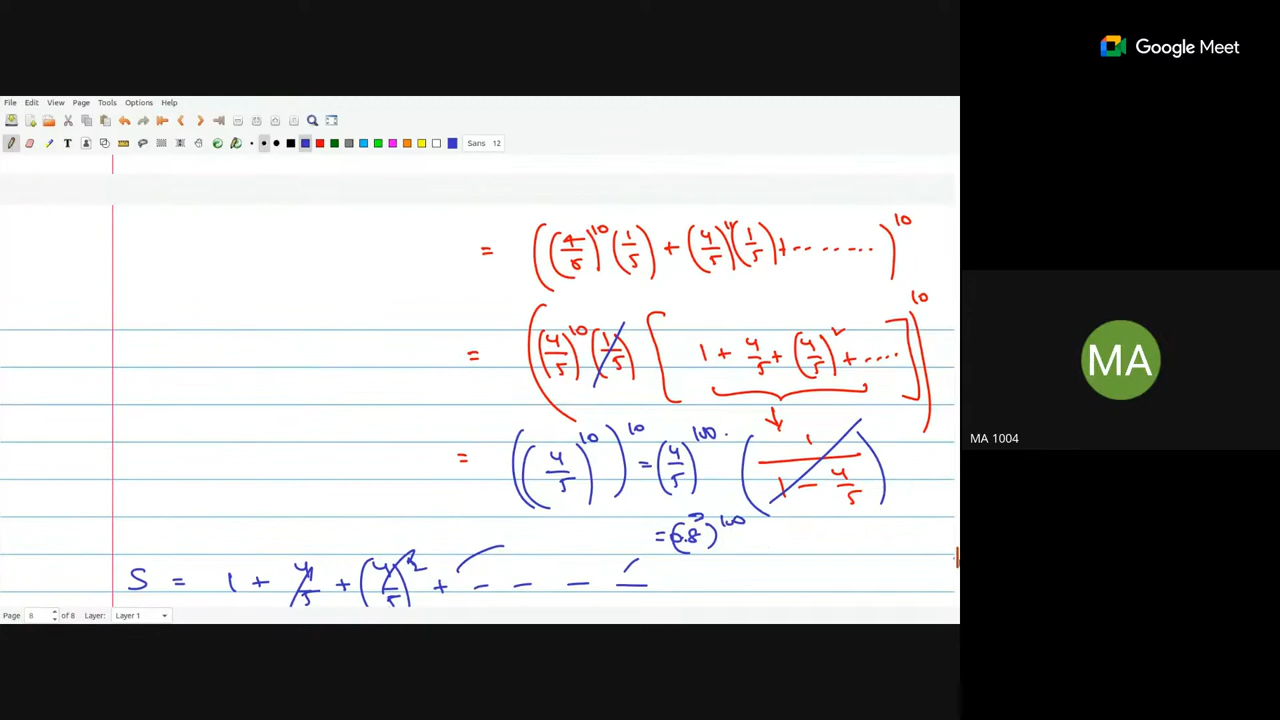 Google Meet
File Edit View Page Tools Options Help
Sans 12
= ((4/5)^10 (1/5) + (4/5)^11 (1/5) + ........)^10
= ((4/5)^10 (1/5) [1 + 4/5 + (4/5)^2 + ....])^10
= ((4/5)^10)^10 = (4/5)^100. (1/(1 - 4/5))
= (0.8)^100
S = 1 + 4/5 + (4/5)^2 + - - - -
MA
MA 1004
Page 8 of 8 Layer: Layer 1